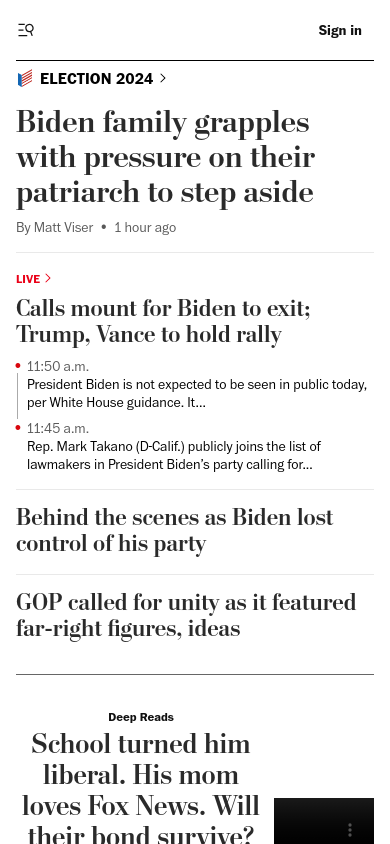 Sign in
ELECTION 2024
Biden family grapples
with pressure on their
patriarch to step aside
By Matt Viser • 1 hour ago
LIVE
Calls mount for Biden to exit;
Trump, Vance to hold rally
11:50 a.m.
President Biden is not expected to be seen in public today,
per White House guidance. It...
11:45 a.m.
Rep. Mark Takano (D-Calif.) publicly joins the list of
lawmakers in President Biden’s party calling for...
Behind the scenes as Biden lost
control of his party
GOP called for unity as it featured
far-right figures, ideas
Deep Reads
School turned him
liberal. His mom
loves Fox News. Will
their bond survive?